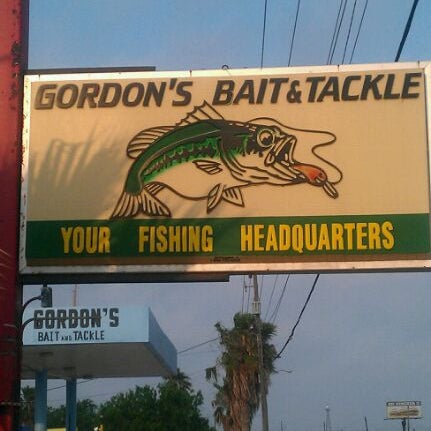 GORDON'S BAIT & TACKLE
YOUR FISHING HEADQUARTERS
GORDON'S
BAIT AND TACKLE